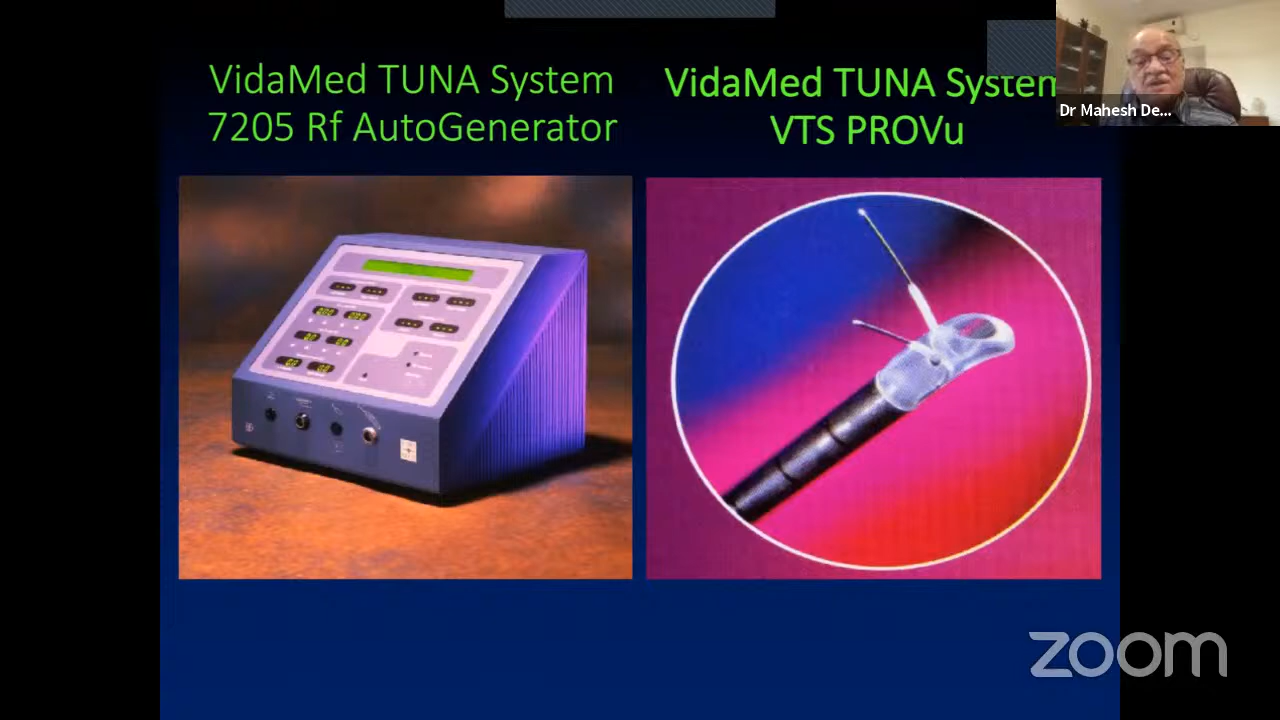 VidaMed TUNA System
7205 Rf AutoGenerator
VidaMed TUNA System
VTS PROVu
Dr Mahesh De...
zoom